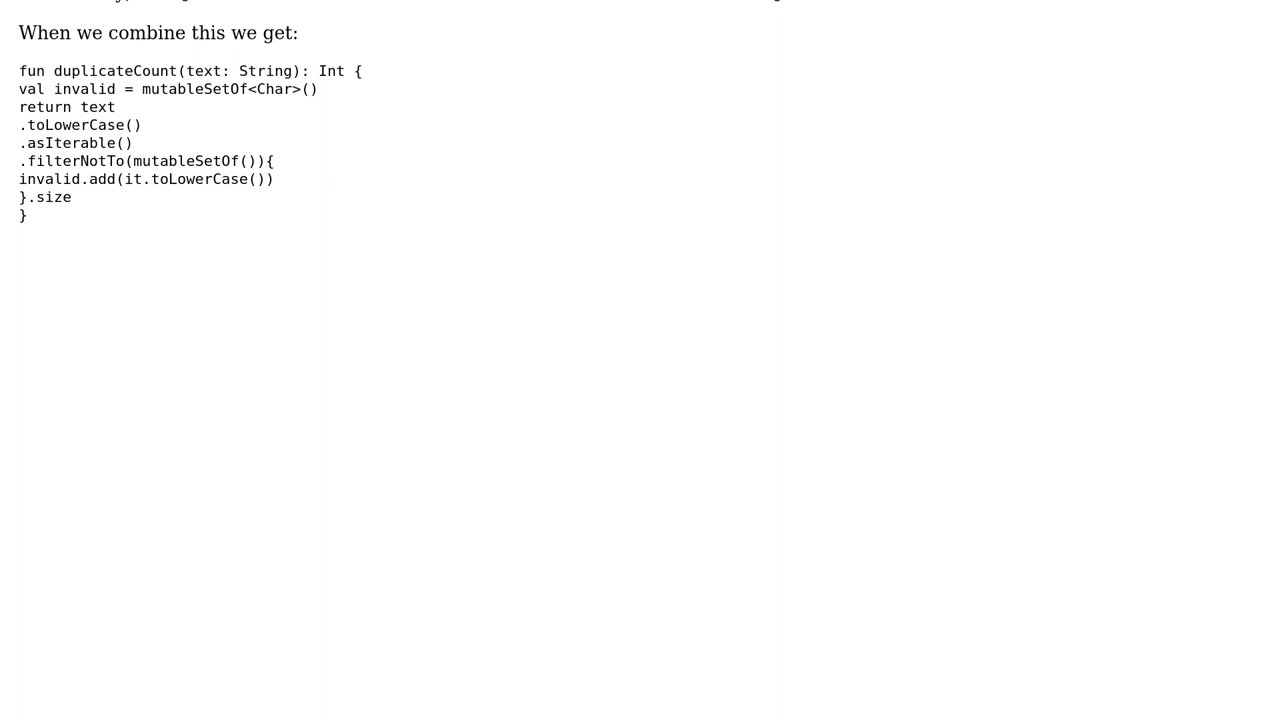 When we combine this we get:
fun duplicateCount(text: String): Int {
val invalid = mutableSetOf<Char>()
return text
.toLowerCase()
.asIterable()
.filterNotTo(mutableSetOf()){
invalid.add(it.toLowerCase())
}.size
}